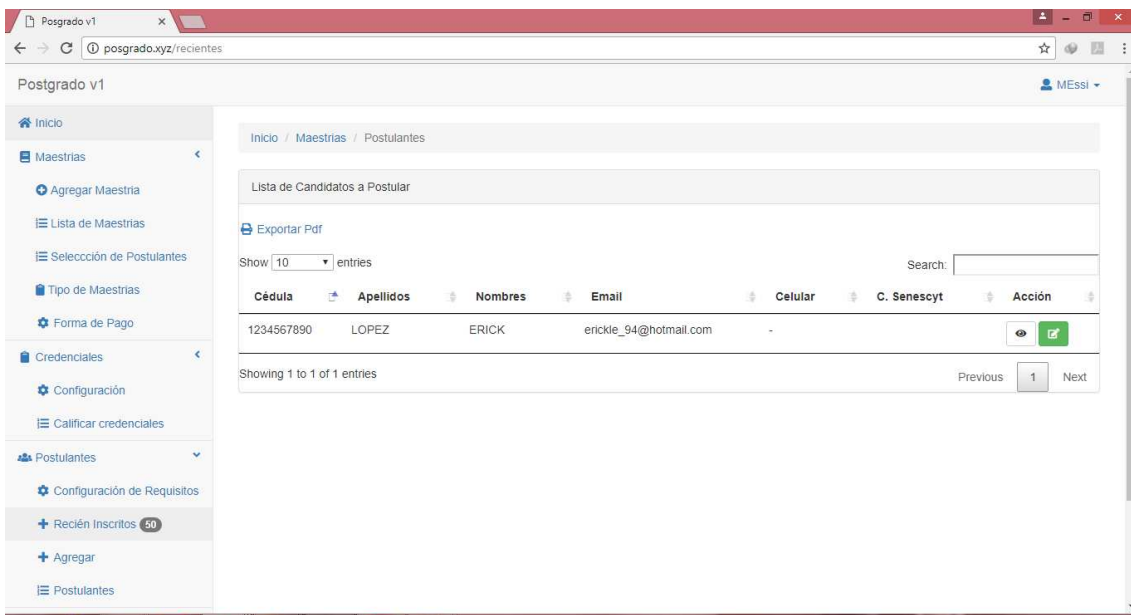 Posgrado v1
posgrado.xyz/recientes
Postgrado v1
MEssi
Inicio
Maestrias
Agregar Maestria
Lista de Maestrias
Seleccción de Postulantes
Tipo de Maestrias
Forma de Pago
Credenciales
Configuración
Calificar credenciales
Postulantes
Configuración de Requisitos
Recién Inscritos 50
Agregar
Postulantes
Inicio / Maestrias / Postulantes
Lista de Candidatos a Postular
Exportar Pdf
Show 10 entries
Search:
Cédula Apellidos Nombres Email Celular C. Senescyt Acción
1234567890 LOPEZ ERICK erickle_94@hotmail.com -
Showing 1 to 1 of 1 entries
Previous 1 Next